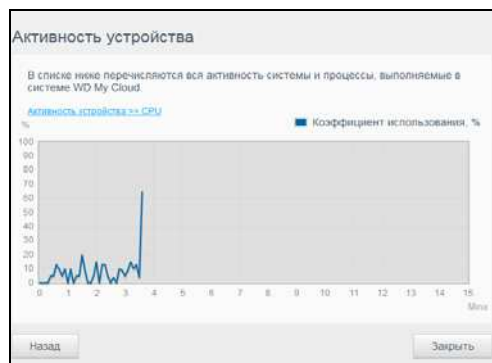 Активность устройства
В списке ниже перечисляются вся активность системы и процессы, выполняемые в
системе WD My Cloud.
Активность устройства >> CPU
%
Коэффициент использования, %
100
90
80
70
60
50
40
30
20
10
0
0 1 2 3 4 5 6 7 8 9 10 11 12 13 14 15
Mins
Назад
Закрыть